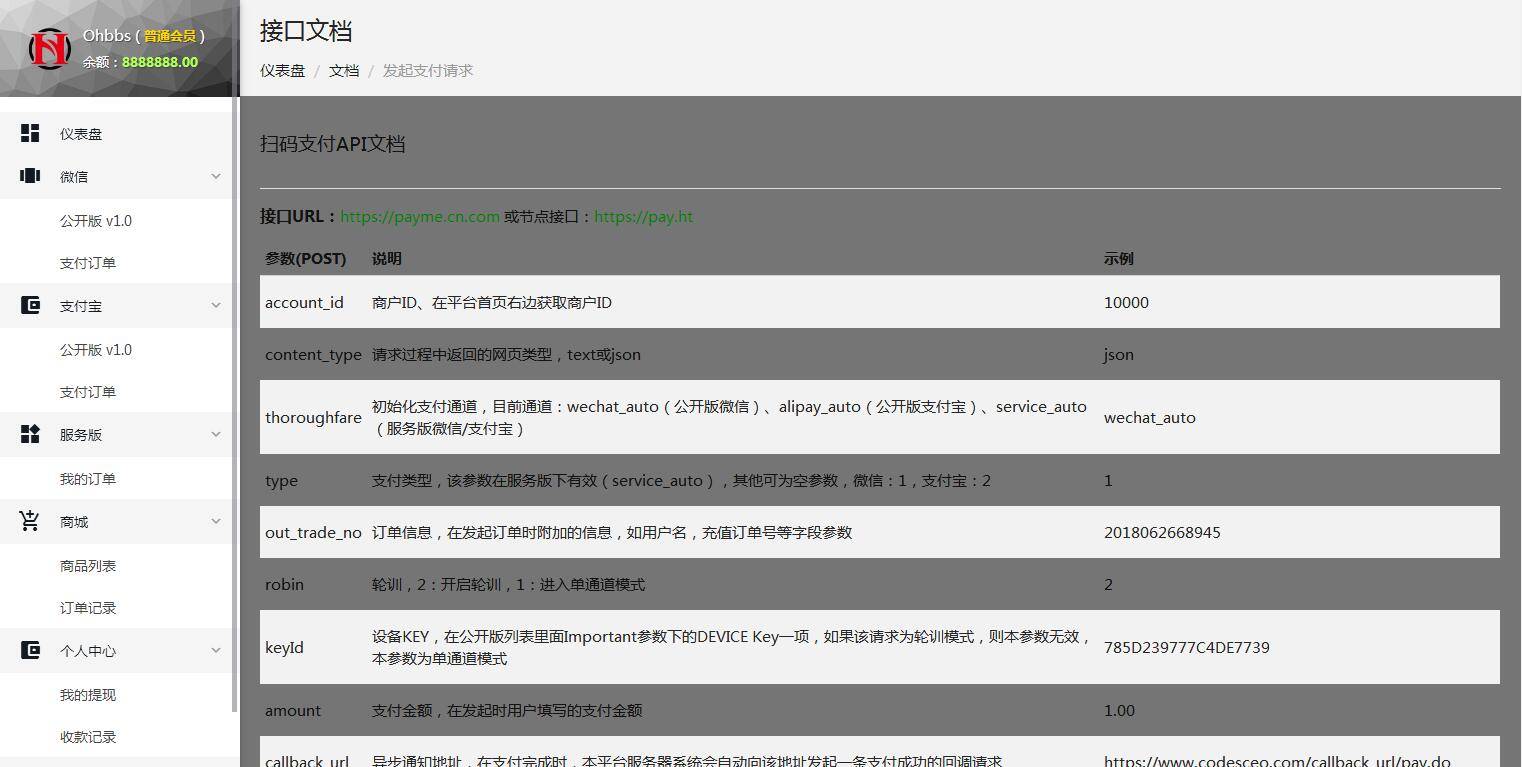 Ohbbs ( 普通会员 )
余额：8888888.00
仪表盘
微信
公开版 v1.0
支付订单
支付宝
公开版 v1.0
支付订单
服务版
我的订单
商城
商品列表
订单记录
个人中心
我的提现
收款记录
接口文档
仪表盘 / 文档 / 发起支付请求
扫码支付API文档
接口URL：https://payme.cn.com 或节点接口：https://pay.ht
参数(POST) 说明 示例
account_id 商户ID、在平台首页右边获取商户ID 10000
content_type 请求过程中返回的网页类型，text或json json
thoroughfare 初始化支付通道，目前通道：wechat_auto（公开版微信）、alipay_auto（公开版支付宝）、service_auto
（服务版微信/支付宝） wechat_auto
type 支付类型，该参数在服务版下有效（service_auto），其他可为空参数，微信：1，支付宝：2 1
out_trade_no 订单信息，在发起订单时附加的信息，如用户名，充值订单号等字段参数 2018062668945
robin 轮训，2：开启轮训，1：进入单通道模式 2
keyId 设备KEY，在公开版列表里面Important参数下的DEVICE Key一项，如果该请求为轮训模式，则本参数无效，
本参数为单通道模式 785D239777C4DE7739
amount 支付金额，在发起时用户填写的支付金额 1.00
callback_url 异步通知地址，在支付完成时，本平台服务器系统会自动向该地址发起一条支付成功的回调请求 https://www.codesceo.com/callback_url/pay.do